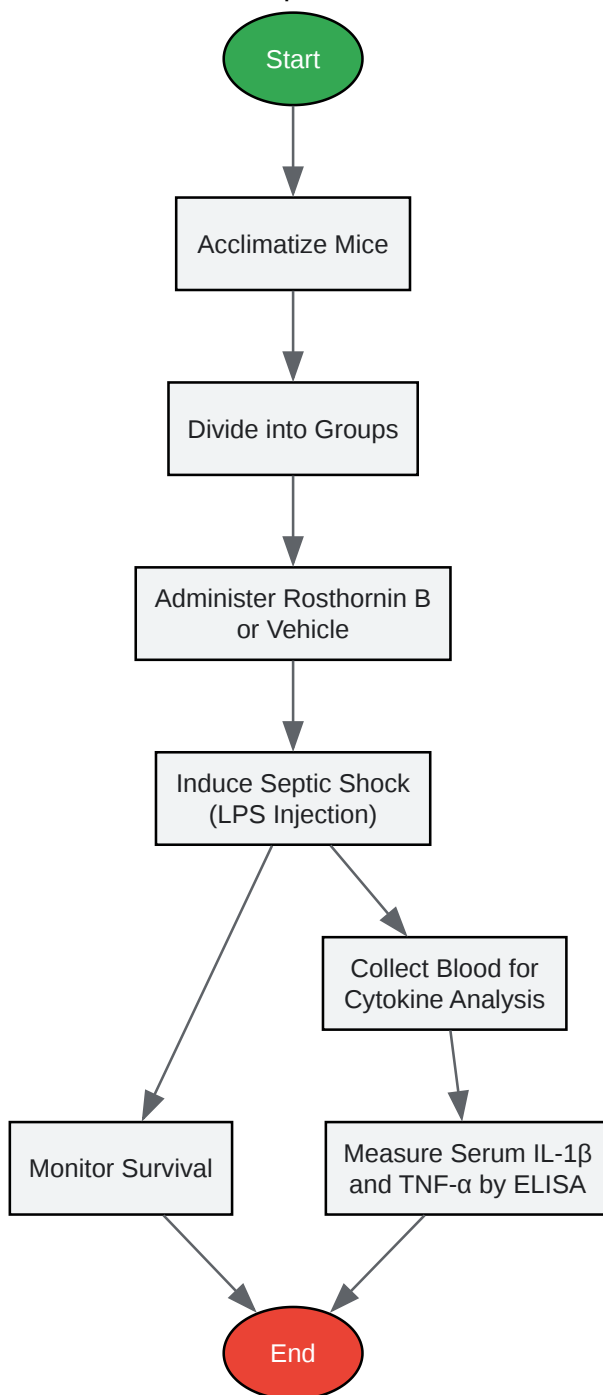 Start
Acclimatize Mice
Divide into Groups
Administer Rosthornin B
or Vehicle
Induce Septic Shock
(LPS Injection)
Collect Blood for
Cytokine Analysis
Monitor Survival
Measure Serum IL-1β
and TNF-α by ELISA
End